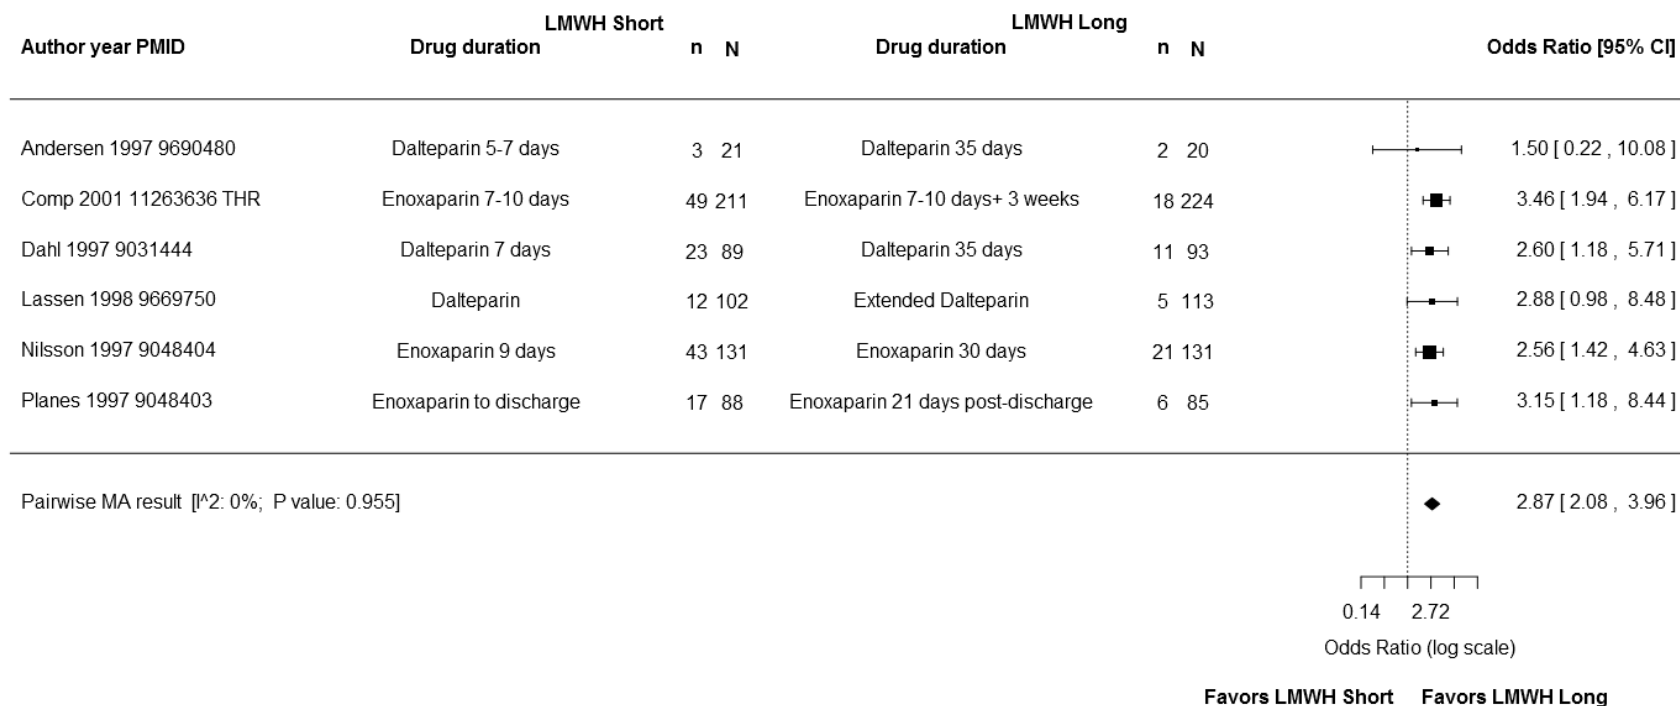 LMWH Short LMWH Long
Author year PMID Drug duration n N Drug duration n N Odds Ratio [95% CI]
Andersen 1997 9690480 Dalteparin 5-7 days 3 21 Dalteparin 35 days 2 20 1.50 [ 0.22 , 10.08 ]
Comp 2001 11263636 THR Enoxaparin 7-10 days 49 211 Enoxaparin 7-10 days+ 3 weeks 18 224 3.46 [ 1.94 , 6.17 ]
Dahl 1997 9031444 Dalteparin 7 days 23 89 Dalteparin 35 days 11 93 2.60 [ 1.18 , 5.71 ]
Lassen 1998 9669750 Dalteparin 12 102 Extended Dalteparin 5 113 2.88 [ 0.98 , 8.48 ]
Nilsson 1997 9048404 Enoxaparin 9 days 43 131 Enoxaparin 30 days 21 131 2.56 [ 1.42 , 4.63 ]
Planes 1997 9048403 Enoxaparin to discharge 17 88 Enoxaparin 21 days post-discharge 6 85 3.15 [ 1.18 , 8.44 ]
Pairwise MA result [I^2: 0%; P value: 0.955] 2.87 [ 2.08 , 3.96 ]
0.14 2.72
Odds Ratio (log scale)
Favors LMWH Short Favors LMWH Long